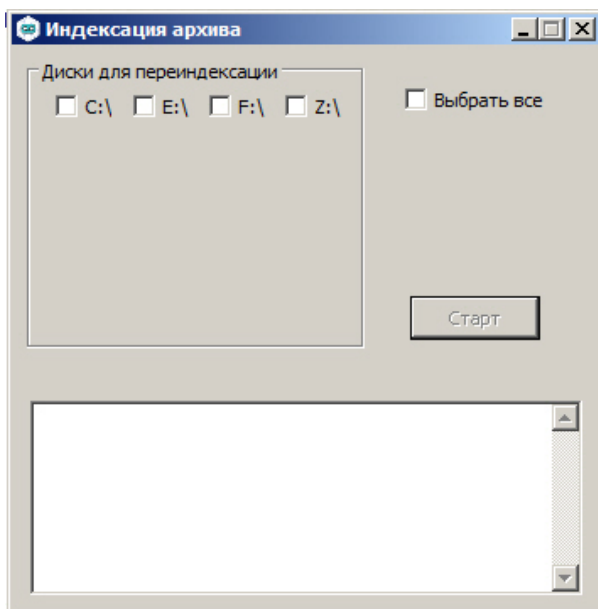 Индексация архива
Диски для переиндексации
C:\ E:\ F:\ Z:\
Выбрать все
Старт